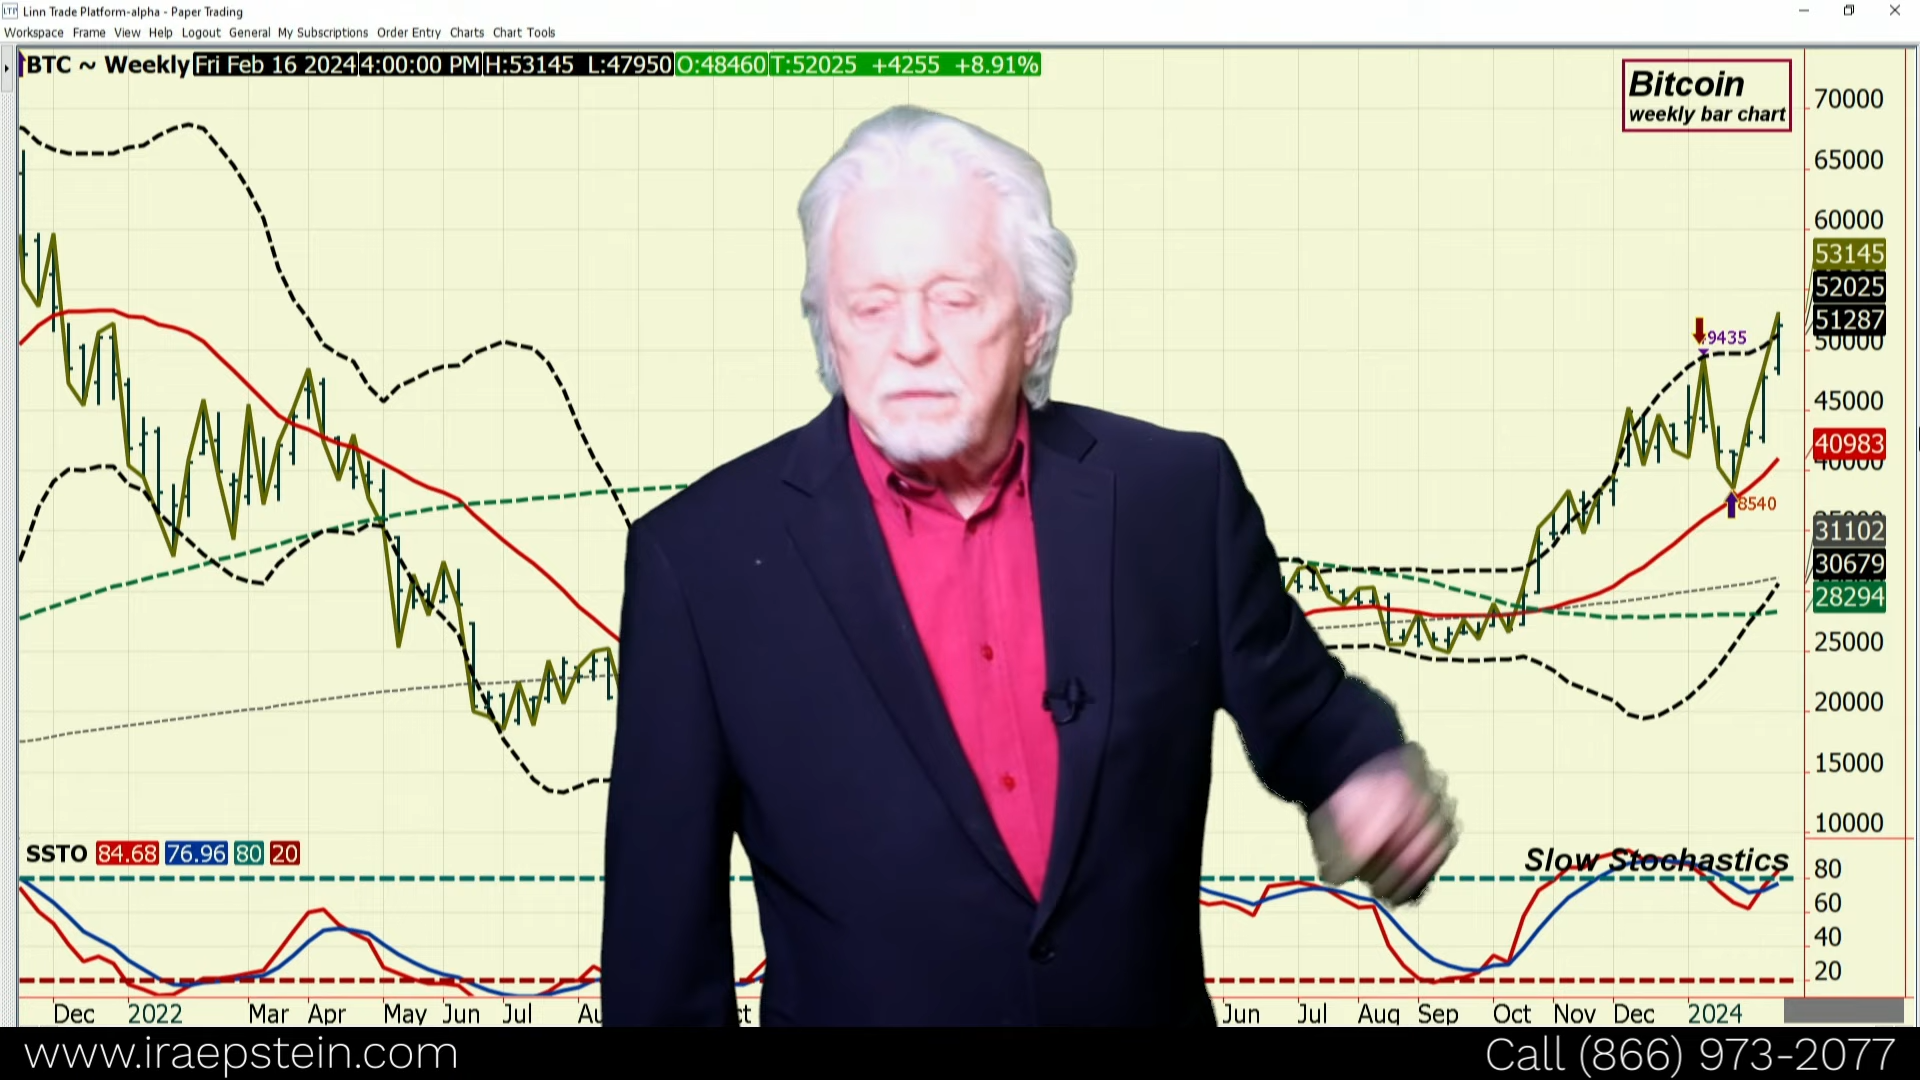 LTP Linn Trade Platform-alpha - Paper Trading
Workspace Frame View Help Logout General My Subscriptions Order Entry Charts Chart Tools
BTC ~ Weekly Fri Feb 16 2024 4:00:00 PM H:53145 L:47950 O:48460 T:52025 +4255 +8.91%
Bitcoin
weekly bar chart
70000
65000
60000
53145
52025
51287
50000
9435
45000
40983
40000
8540
31102
30679
28294
25000
20000
15000
10000
SSTO 84.68 76.96 80 20
Slow Stochastics
80
60
40
20
Dec 2022 Mar Apr May Jun Jul Au ct Jun Jul Aug Sep Oct Nov Dec 2024
www.iraepstein.com
Call (866) 973-2077